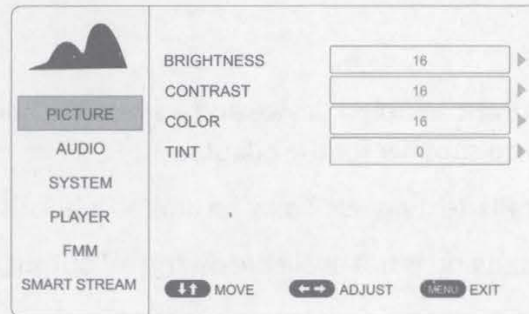 BRIGHTNESS 16
CONTRAST 16
COLOR 16
TINT 0
PICTURE
AUDIO
SYSTEM
PLAYER
FMM
SMART STREAM
MOVE ADJUST MENU EXIT